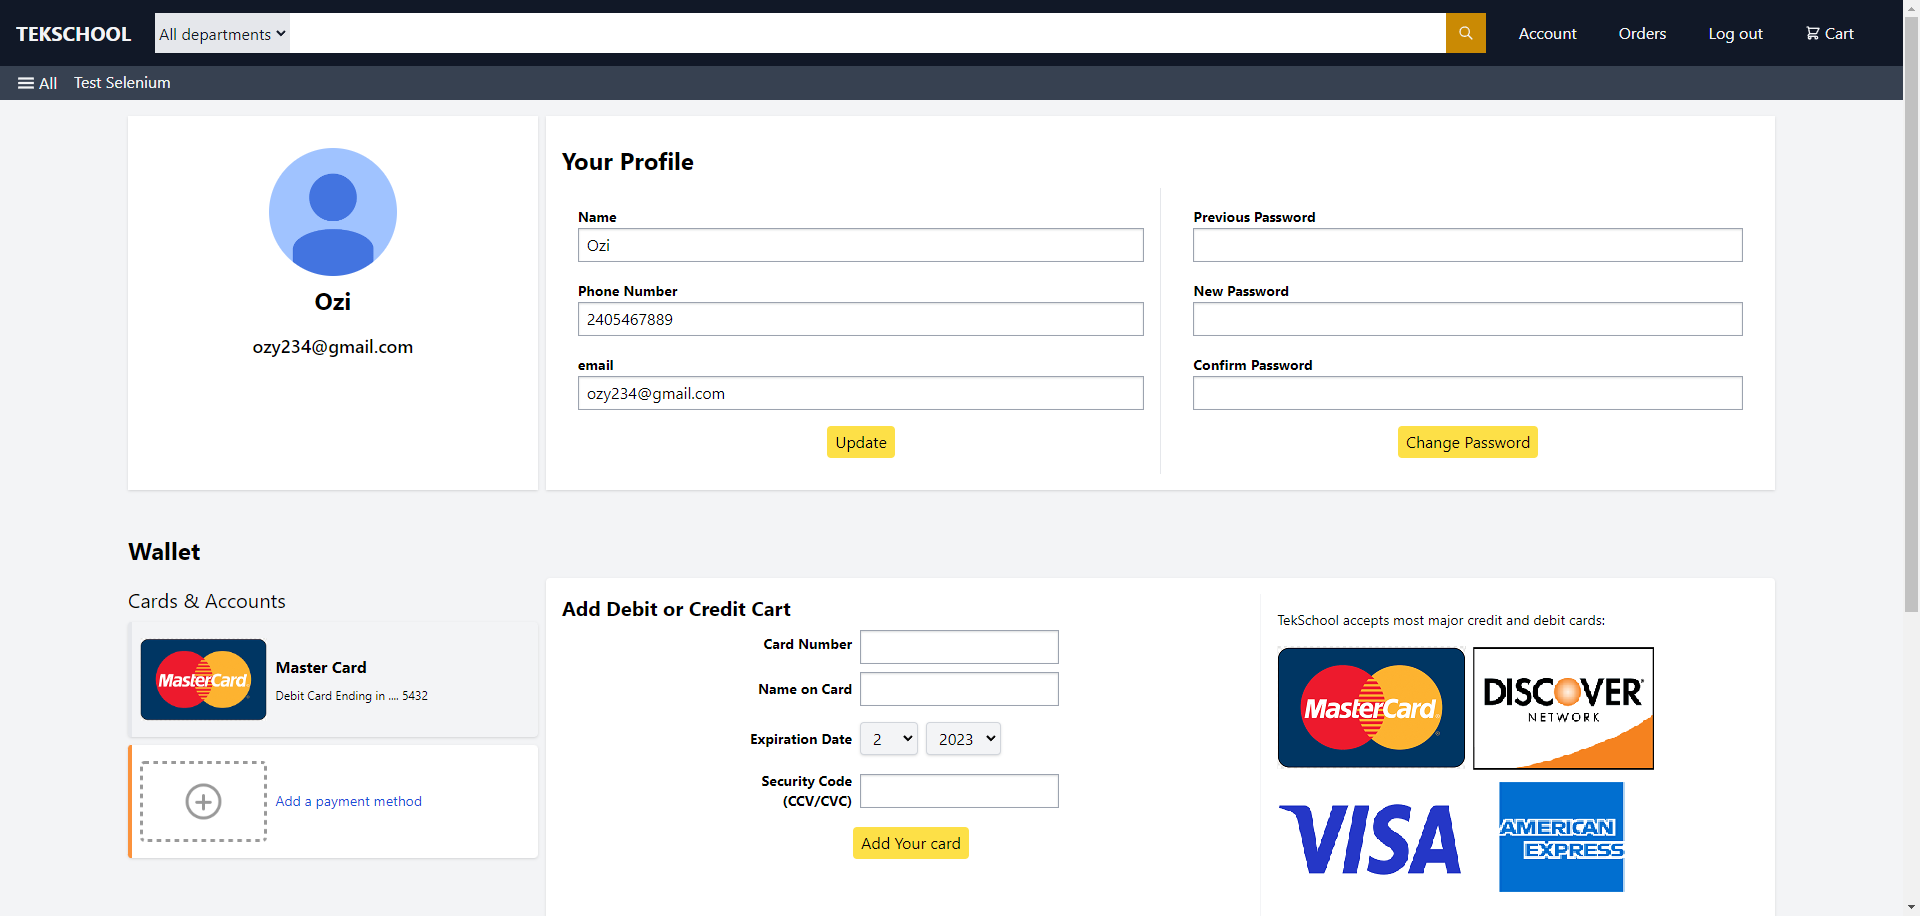 TEKSCHOOL
All departments
Account
Orders
Log out
Cart
All
Test Selenium
Ozi
ozy234@gmail.com
Your Profile
Name
Ozi
Phone Number
2405467889
email
ozy234@gmail.com
Update
Previous Password
New Password
Confirm Password
Change Password
Wallet
Cards & Accounts
MasterCard
Master Card
Debit Card Ending in .... 5432
Add a payment method
Add Debit or Credit Cart
Card Number
Name on Card
Expiration Date
2
2023
Security Code
(CCV/CVC)
Add Your card
TekSchool accepts most major credit and debit cards:
MasterCard
DISCOVER
NETWORK
VISA
AMERICAN
EXPRESS